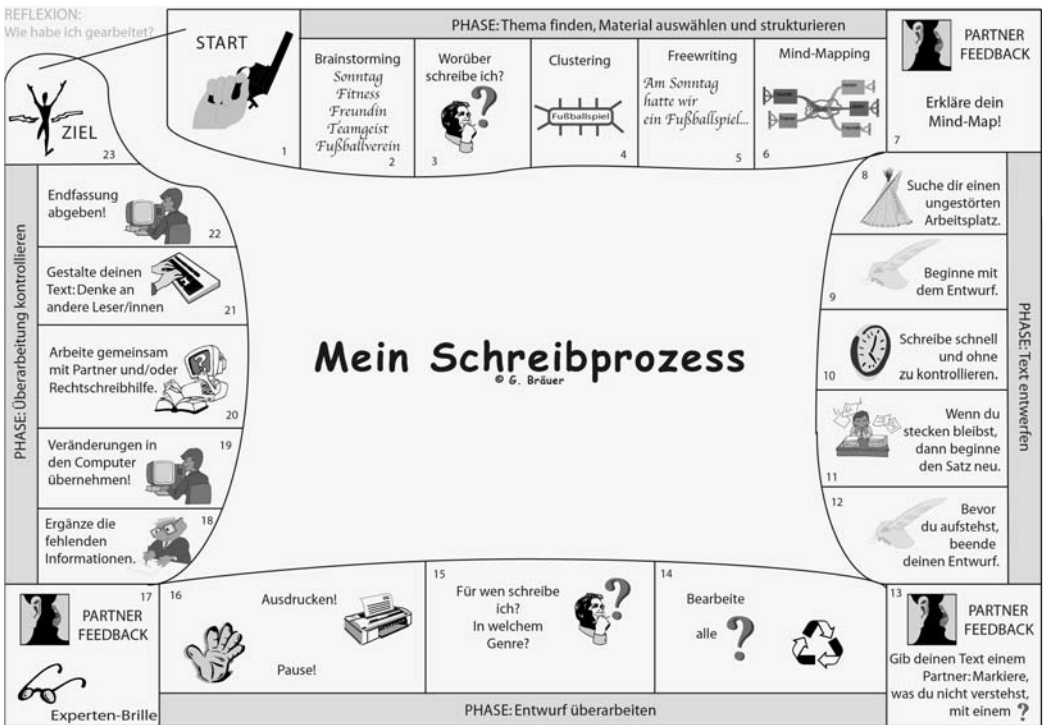 REFLEXION:
Wie habe ich gearbeitet?
START
1
PHASE: Thema finden, Material auswählen und strukturieren
Brainstorming
Sonntag
Fitness
Freundin
Teamgeist
Fußballverein
2
Worüber
schreibe ich?
3
Clustering
Fußballspiel
4
Freewriting
Am Sonntag
hatte wir
ein Fußballspiel...
5
Mind-Mapping
6
PARTNER
FEEDBACK
Erkläre dein
Mind-Map!
7
PHASE: Text entwerfen
8
Suche dir einen
ungestörten
Arbeitsplatz.
9
Beginne mit
dem Entwurf.
10
Schreibe schnell
und ohne
zu kontrollieren.
11
Wenn du
stecken bleibst,
dann beginne
den Satz neu.
12
Bevor
du aufstehst,
beende
deinen Entwurf.
13
PARTNER
FEEDBACK
Gib deinen Text einem
Partner: Markiere,
was du nicht verstehst,
mit einem ?
PHASE: Entwurf überarbeiten
14
Bearbeite
alle ?
15
Für wen schreibe
ich?
In welchem
Genre?
16
Ausdrucken!
Pause!
17
PARTNER
FEEDBACK
Experten-Brille
PHASE: Überarbeitung kontrollieren
18
Ergänze die
fehlenden
Informationen.
19
Veränderungen in
den Computer
übernehmen!
Arbeite gemeinsam
mit Partner und/oder
Rechtschreibhilfe.
20
Gestalte deinen
Text: Denke an
andere Leser/innen
21
Endfassung
abgeben!
22
ZIEL
23
Mein Schreibprozess
© G. Bräuer